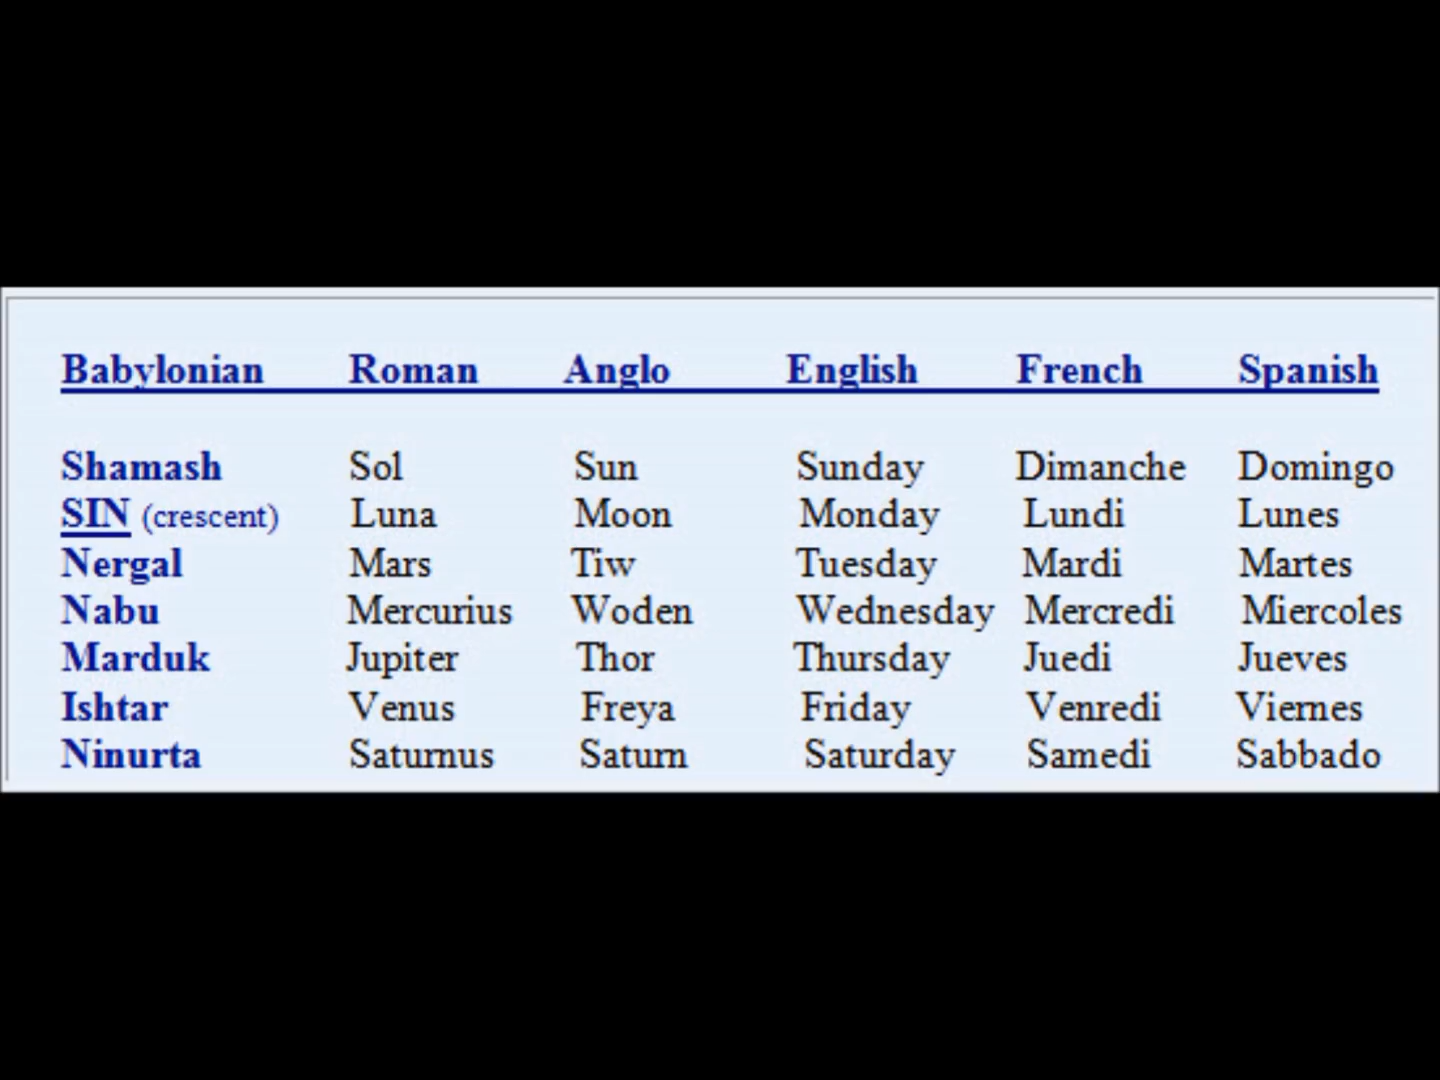 Babylonian Roman Anglo English French Spanish
Shamash Sol Sun Sunday Dimanche Domingo
SIN (crescent) Luna Moon Monday Lundi Lunes
Nergal Mars Tiw Tuesday Mardi Martes
Nabu Mercurius Woden Wednesday Mercredi Miercoles
Marduk Jupiter Thor Thursday Juedi Jueves
Ishtar Venus Freya Friday Venredi Viernes
Ninurta Saturnus Saturn Saturday Samedi Sabbado